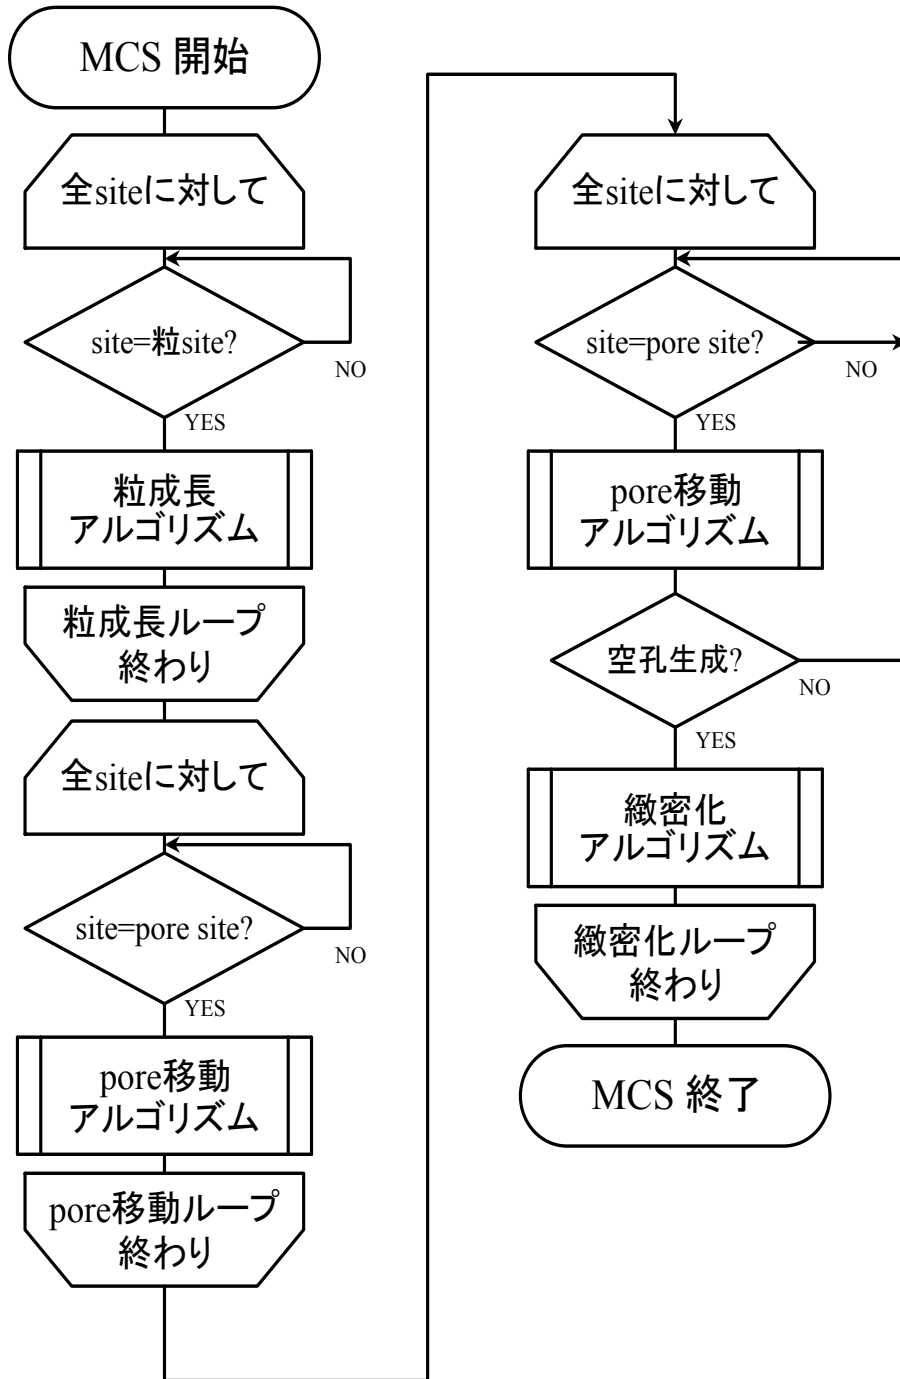 MCS 開始
全siteに対して
site=粒site?
NO
YES
粒成長
アルゴリズム
粒成長ループ
終わり
全siteに対して
site=pore site?
NO
YES
pore移動
アルゴリズム
pore移動ループ
終わり
全siteに対して
site=pore site?
NO
YES
pore移動
アルゴリズム
空孔生成?
NO
YES
緻密化
アルゴリズム
緻密化ループ
終わり
MCS 終了